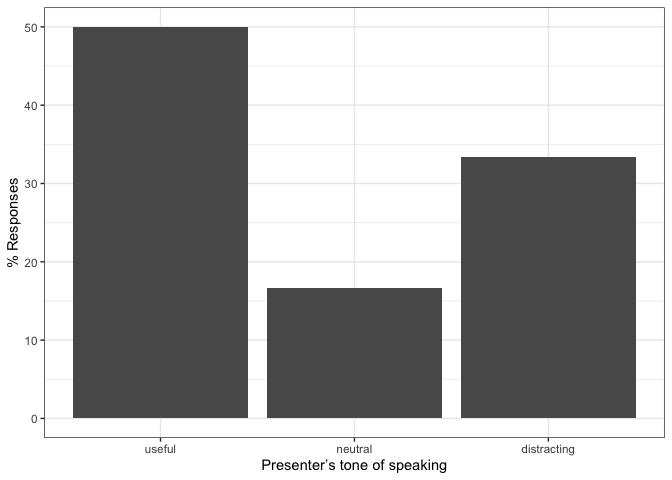 50
40
30
20
10
0
% Responses
useful neutral distracting
Presenter’s tone of speaking